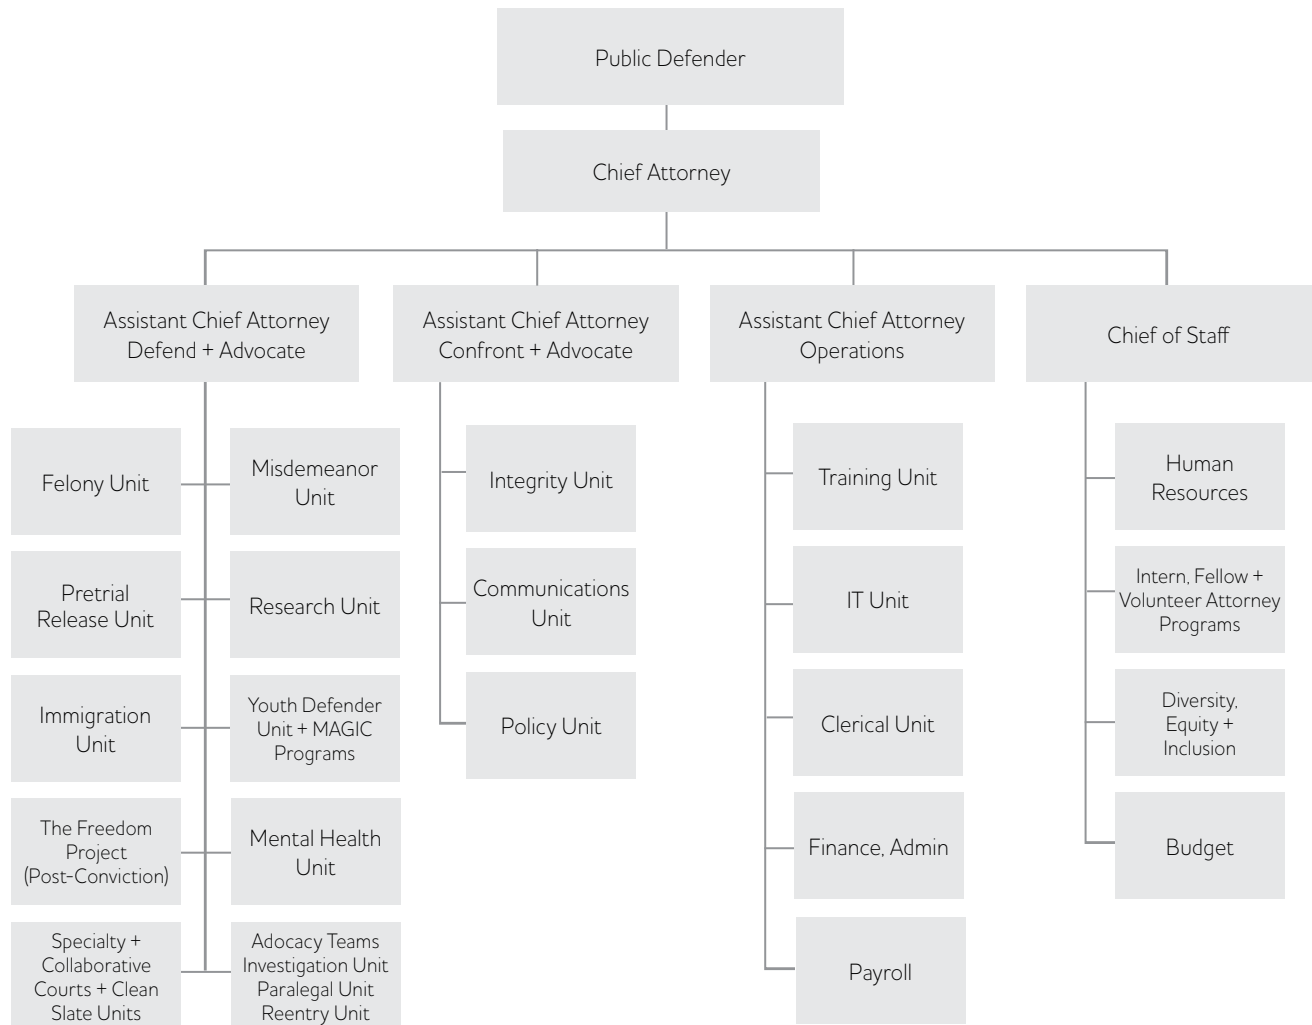 Public Defender
Chief Attorney
Assistant Chief Attorney
Defend + Advocate
Assistant Chief Attorney
Confront + Advocate
Assistant Chief Attorney
Operations
Chief of Staff
Felony Unit
Misdemeanor
Unit
Pretrial
Release Unit
Research Unit
Immigration
Unit
Youth Defender
Unit + MAGIC
Programs
The Freedom
Project
(Post-Conviction)
Mental Health
Unit
Specialty +
Collaborative
Courts + Clean
Slate Units
Adocacy Teams
Investigation Unit
Paralegal Unit
Reentry Unit
Integrity Unit
Communications
Unit
Policy Unit
Training Unit
IT Unit
Clerical Unit
Finance, Admin
Payroll
Human
Resources
Intern, Fellow +
Volunteer Attorney
Programs
Diversity,
Equity +
Inclusion
Budget